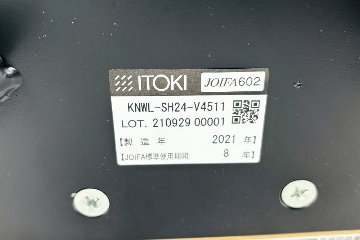 ITOKI JOIFA602
KNWL-SH24-V4511
LOT. 210929 00001
【製 造 年 2021 年】
【JOIFA標準使用期間 8 年】